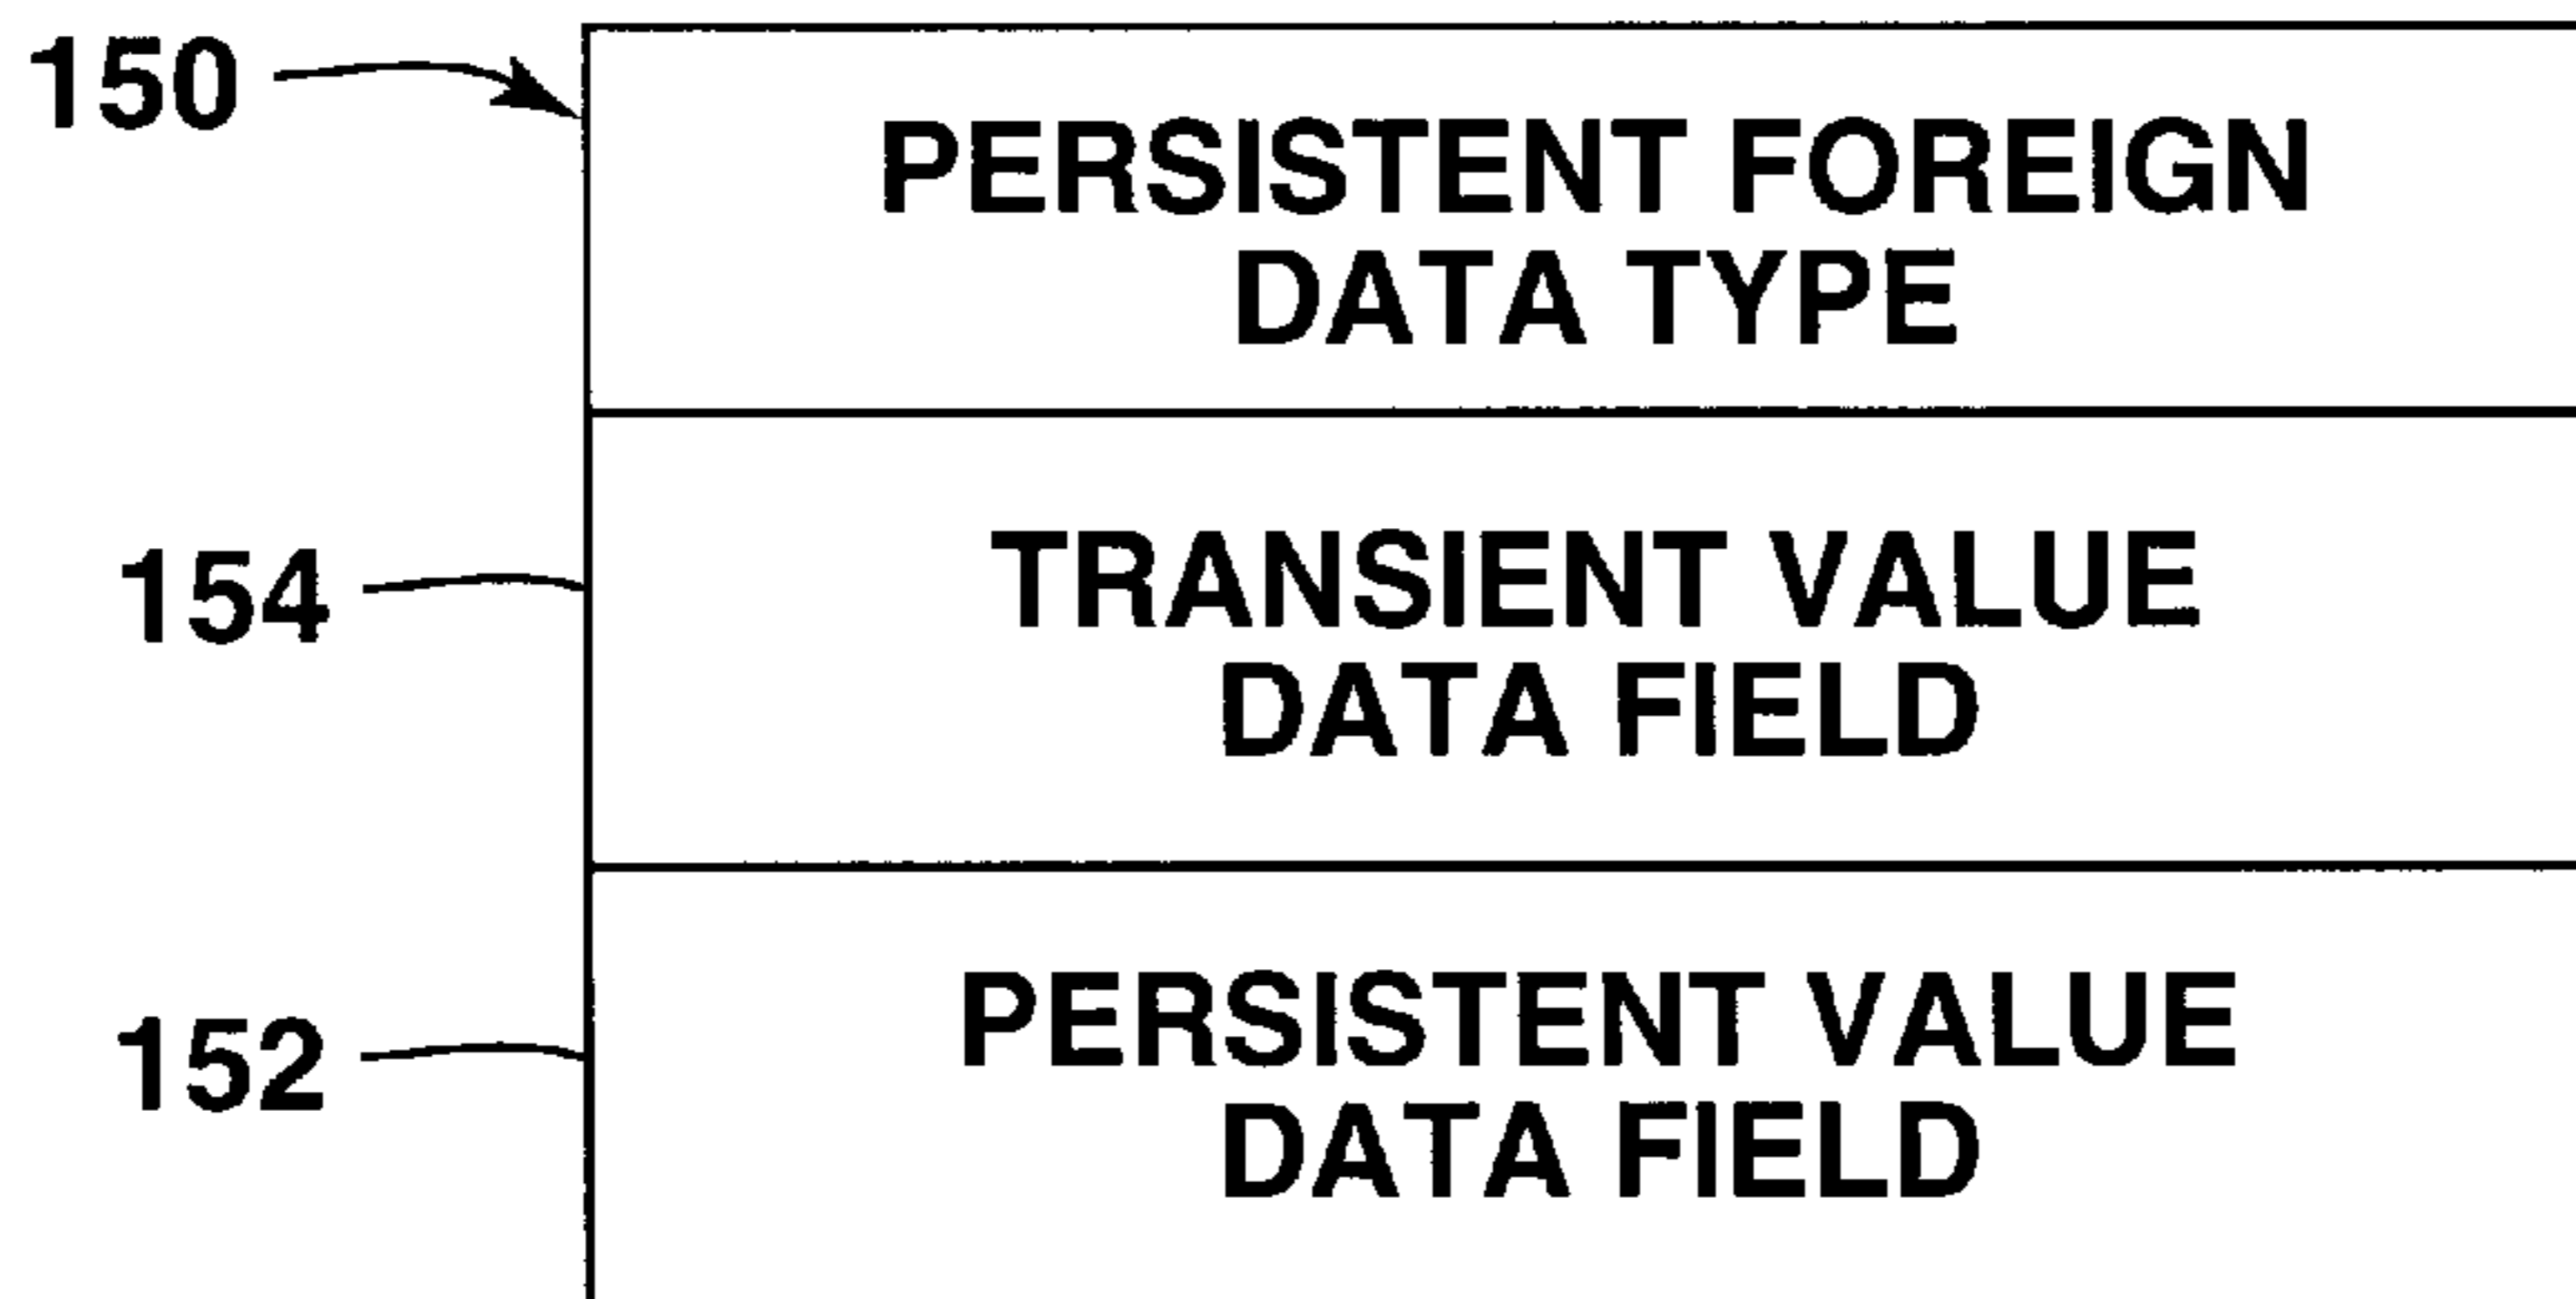 150
PERSISTENT FOREIGN
DATA TYPE
154
TRANSIENT VALUE
DATA FIELD
152
PERSISTENT VALUE
DATA FIELD